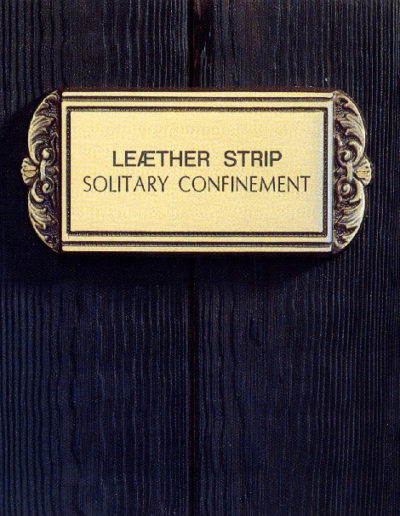 LEÆTHER STRIP
SOLITARY CONFINEMENT